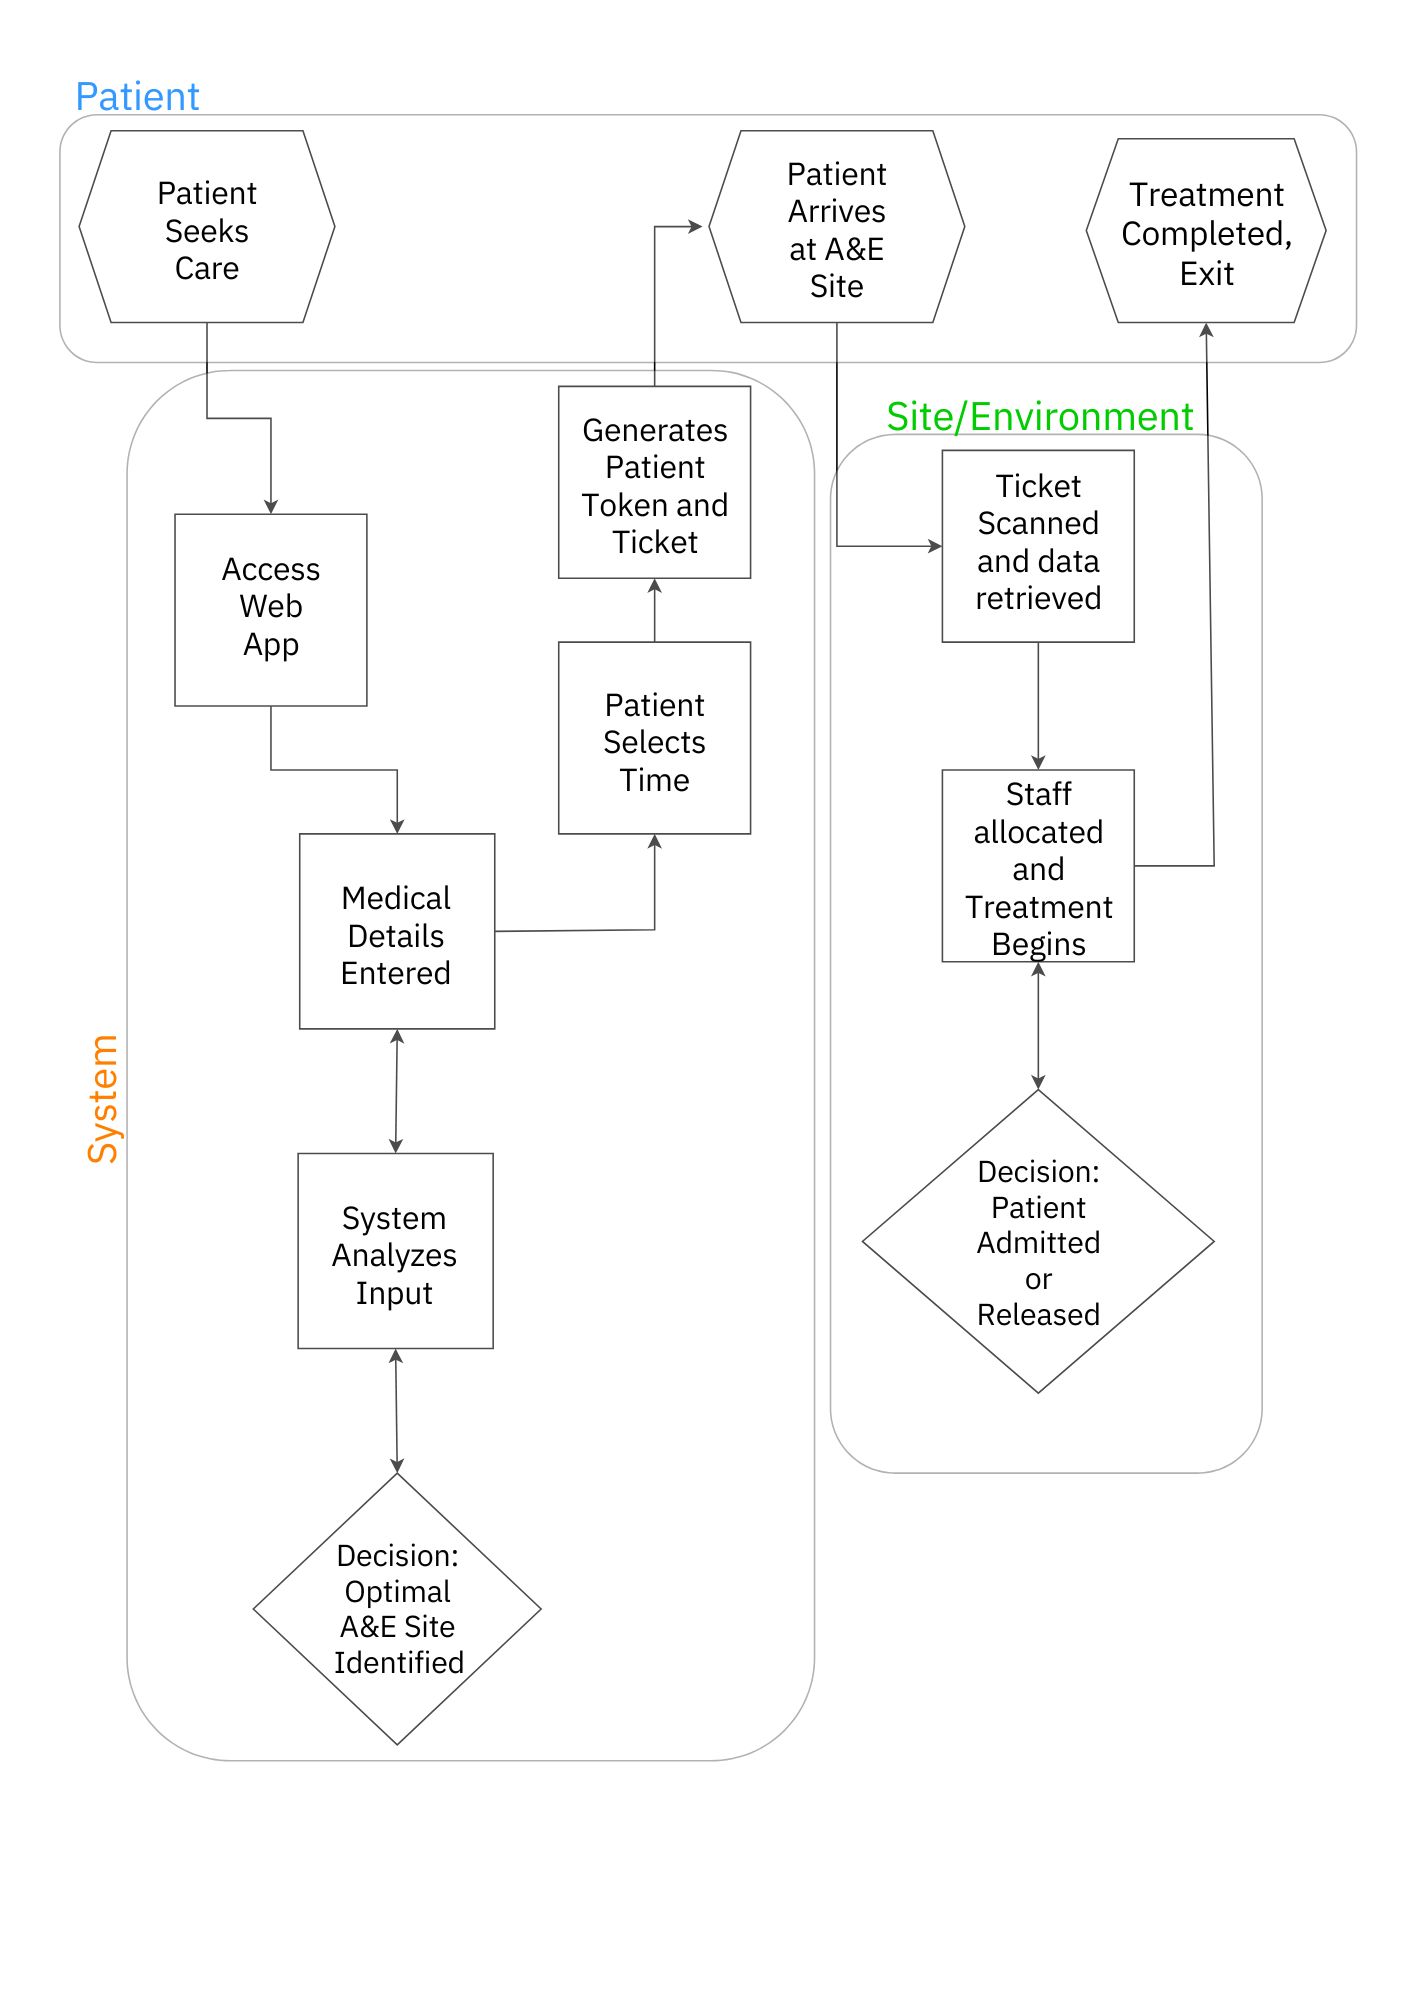 Patient
Patient
Seeks
Care
Patient
Arrives
at A&E
Site
Treatment
Completed,
Exit
System
Access
Web
App
Medical
Details
Entered
System
Analyzes
Input
Decision:
Optimal
A&E Site
Identified
Patient
Selects
Time
Generates
Patient
Token and
Ticket
Site/Environment
Ticket
Scanned
and data
retrieved
Staff
allocated
and
Treatment
Begins
Decision:
Patient
Admitted
or
Released